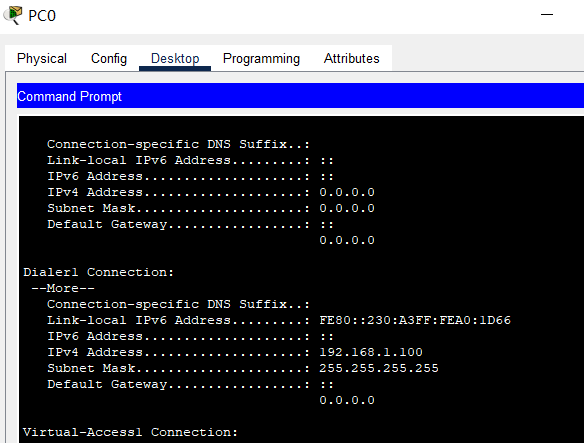 PC0
Physical Config Desktop Programming Attributes
Command Prompt
Connection-specific DNS Suffix..:
Link-local IPv6 Address.........: ::
IPv6 Address....................: ::
IPv4 Address....................: 0.0.0.0
Subnet Mask.....................: 0.0.0.0
Default Gateway.................: ::
0.0.0.0
Dialer1 Connection:
--More--
Connection-specific DNS Suffix..:
Link-local IPv6 Address.........: FE80::230:A3FF:FEA0:1D66
IPv6 Address....................: ::
IPv4 Address....................: 192.168.1.100
Subnet Mask.....................: 255.255.255.255
Default Gateway.................: ::
0.0.0.0
Virtual-Access1 Connection: